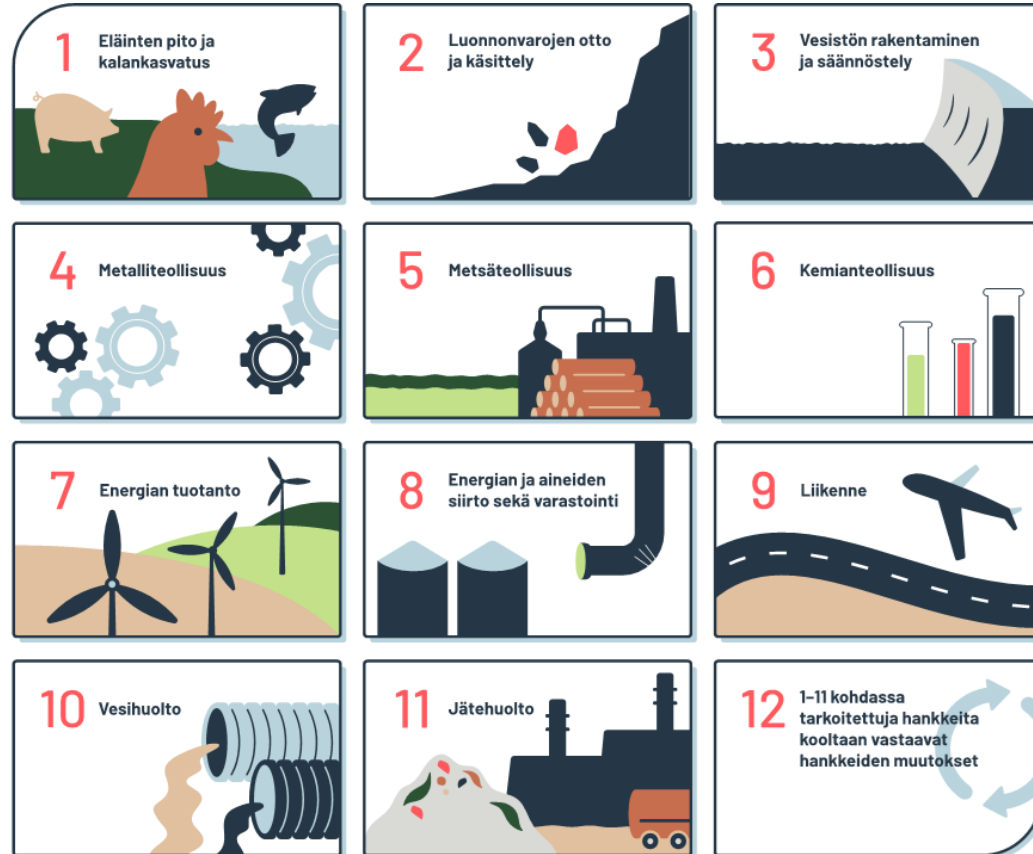 1 Eläinten pito ja
kalankasvatus
2 Luonnonvarojen otto
ja käsittely
3 Vesistön rakentaminen
ja säännöstely
4 Metalliteollisuus
5 Metsäteollisuus
6 Kemianteollisuus
7 Energian tuotanto
8 Energian ja aineiden
siirto sekä varastointi
9 Liikenne
10 Vesihuolto
11 Jätehuolto
12 1–11 kohdassa
tarkoitettuja hankkeita
kooltaan vastaavat
hankkeiden muutokset